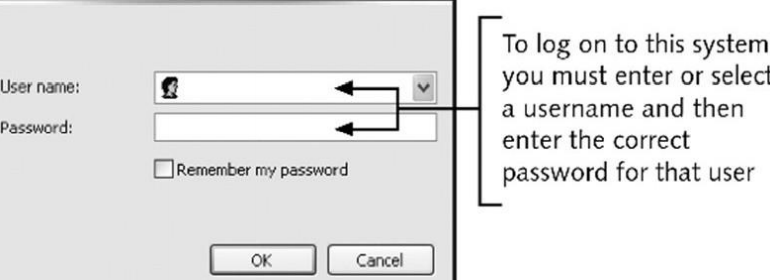 User name:
Password:
Remember my password
OK
Cancel
To log on to this system
you must enter or select
a username and then
enter the correct
password for that user